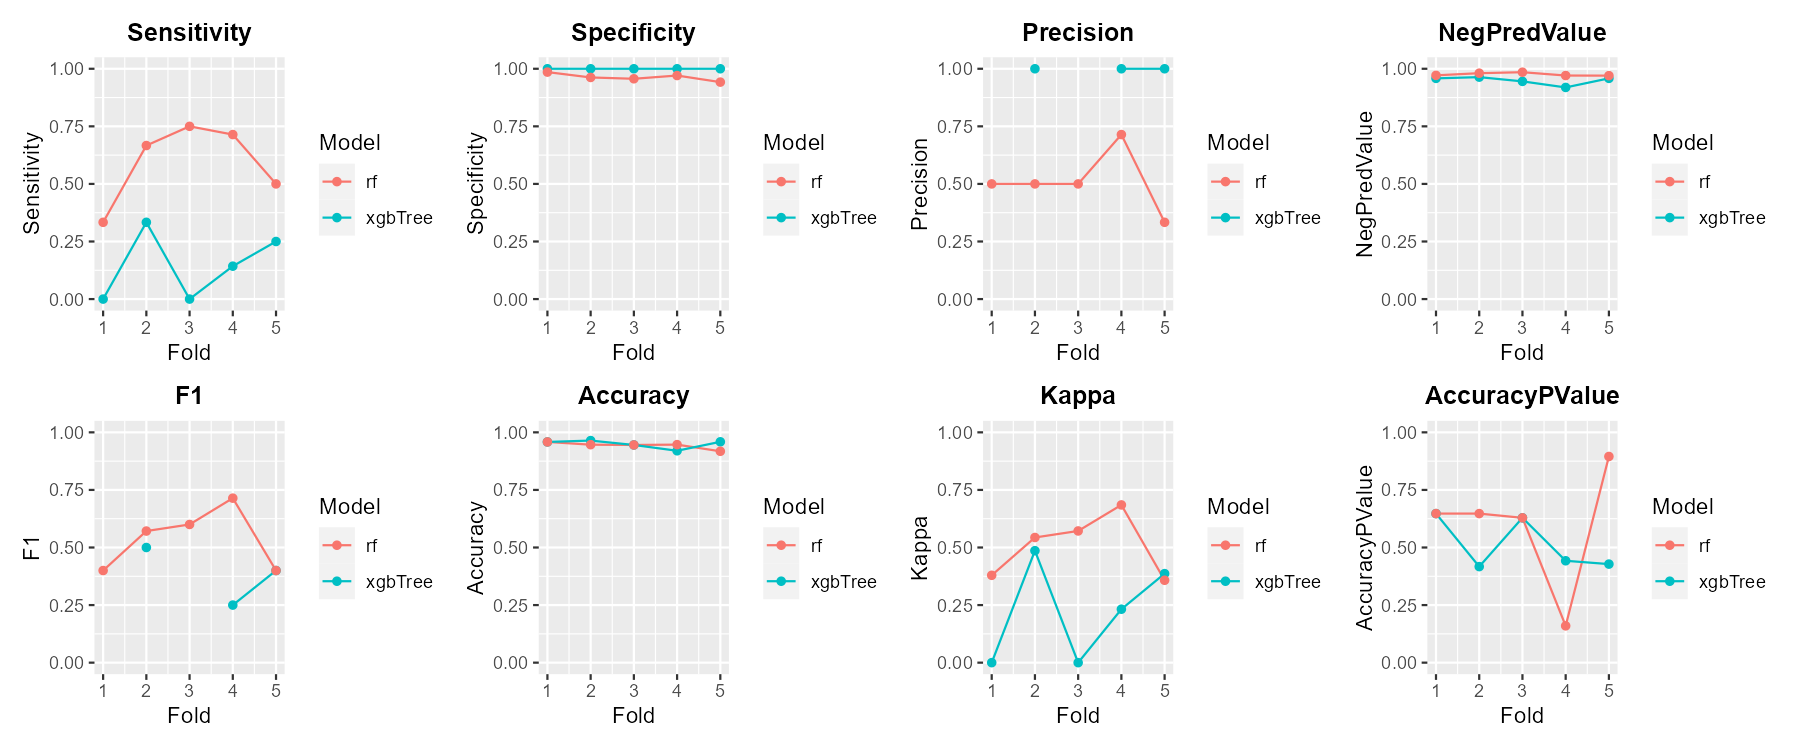 Sensitivity
1.00
0.75
0.50
0.25
0.00
Sensitivity
1 2 3 4 5
Fold
Model
rf
xgbTree
Specificity
1.00
0.75
0.50
0.25
0.00
Specificity
1 2 3 4 5
Fold
Model
rf
xgbTree
Precision
1.00
0.75
0.50
0.25
0.00
Precision
1 2 3 4 5
Fold
Model
rf
xgbTree
NegPredValue
1.00
0.75
0.50
0.25
0.00
NegPredValue
1 2 3 4 5
Fold
Model
rf
xgbTree
F1
1.00
0.75
0.50
0.25
0.00
F1
1 2 3 4 5
Fold
Model
rf
xgbTree
Accuracy
1.00
0.75
0.50
0.25
0.00
Accuracy
1 2 3 4 5
Fold
Model
rf
xgbTree
Kappa
1.00
0.75
0.50
0.25
0.00
Kappa
1 2 3 4 5
Fold
Model
rf
xgbTree
AccuracyPValue
1.00
0.75
0.50
0.25
0.00
AccuracyPValue
1 2 3 4 5
Fold
Model
rf
xgbTree